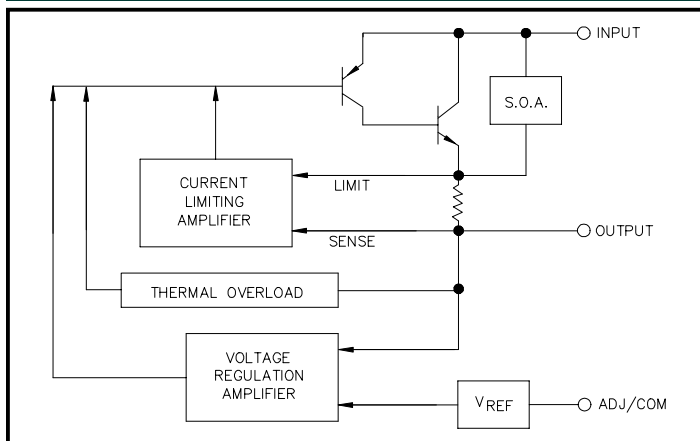 INPUT
S.O.A.
CURRENT
LIMITING
AMPLIFIER
LIMIT
SENSE
OUTPUT
THERMAL OVERLOAD
VOLTAGE
REGULATION
AMPLIFIER
VREF
ADJ/COM